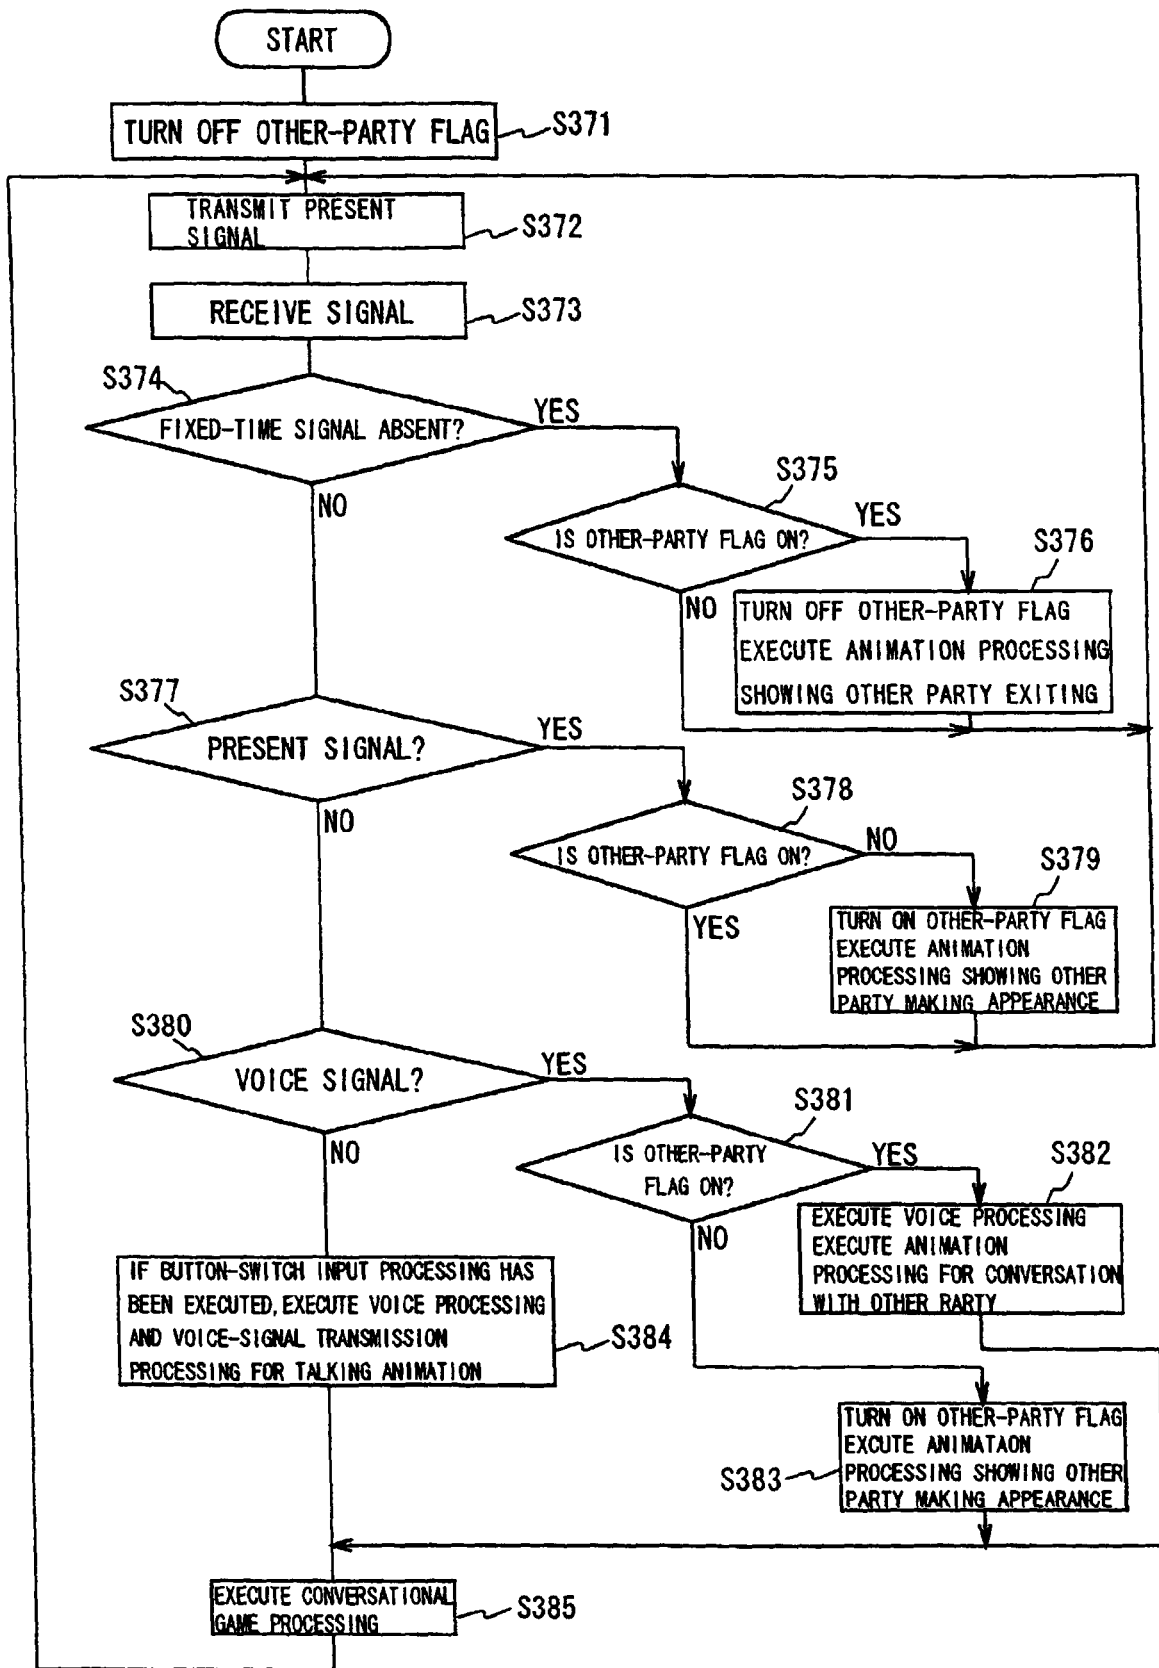 START
TURN OFF OTHER-PARTY FLAG
S371
TRANSMIT PRESENT
SIGNAL
S372
RECEIVE SIGNAL
S373
S374
FIXED-TIME SIGNAL ABSENT?
YES
NO
S375
IS OTHER-PARTY FLAG ON?
YES
NO
S376
TURN OFF OTHER-PARTY FLAG
EXECUTE ANIMATION PROCESSING
SHOWING OTHER PARTY EXITING
S377
PRESENT SIGNAL?
YES
NO
S378
IS OTHER-PARTY FLAG ON?
NO
YES
S379
TURN ON OTHER-PARTY FLAG
EXECUTE ANIMATION
PROCESSING SHOWING OTHER
PARTY MAKING APPEARANCE
S380
VOICE SIGNAL?
YES
NO
S381
IS OTHER-PARTY
FLAG ON?
YES
NO
S382
EXECUTE VOICE PROCESSING
EXECUTE ANIMATION
PROCESSING FOR CONVERSATION
WITH OTHER RARTY
IF BUTTON-SWITCH INPUT PROCESSING HAS
BEEN EXECUTED, EXECUTE VOICE PROCESSING
AND VOICE-SIGNAL TRANSMISSION
PROCESSING FOR TALKING ANIMATION
S384
TURN ON OTHER-PARTY FLAG
EXCUTE ANIMATAON
PROCESSING SHOWING OTHER
PARTY MAKING APPEARANCE
S383
EXECUTE CONVERSATIONAL
GAME PROCESSING
S385